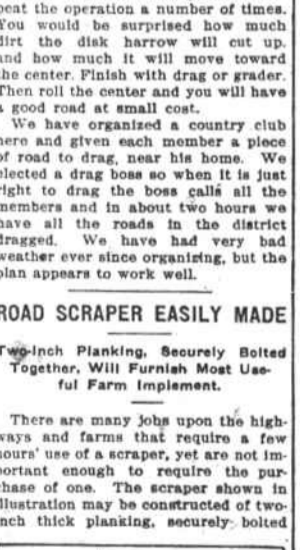 peat the operation a number of times.
You would be surprised how much
dirt the disk harrow will cut up.
and how much it will move toward
the center. Finish with drag or grader.
Then roll the center and you will have
a good road at small cost.
We have organized a country club
here and given each member a piece
of road to drag, near his home. We
elected a drag boss so when it is just
right to drag the boss calls all the
members and in about two hours we
have all the roads in the district
dragged. We have had very bad
weather ever since organizing, but the
plan appears to work well.
ROAD SCRAPER EASILY MADE
Two-Inch Planking, Securely Bolted
Together, Will Furnish Most Use-
ful Farm Implement.
There are many jobs upon the high-
ways and farms that require a few
hours' use of a scraper, yet are not im-
portant enough to require the pur-
chase of one. The scraper shown in
illustration may be constructed of two-
inch thick planking, securely bolted